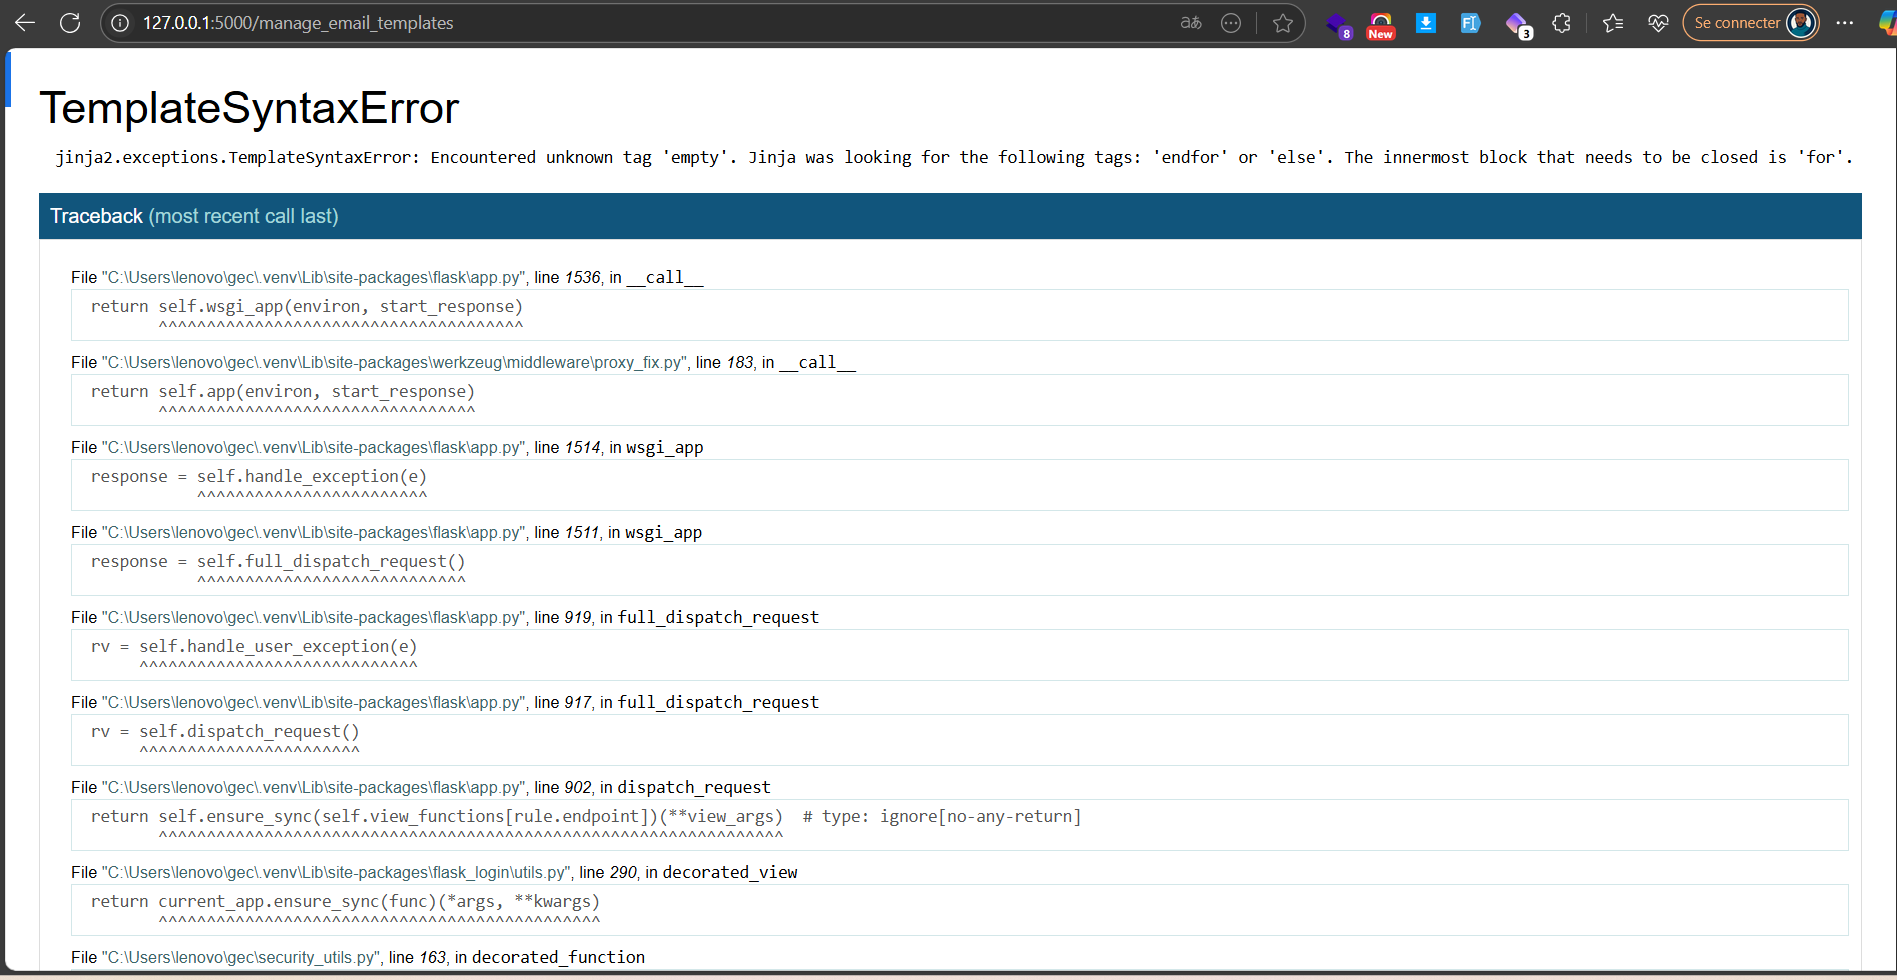 127.0.0.1:5000/manage_email_templates
aあ
8
New
3
Se connecter
TemplateSyntaxError
jinja2.exceptions.TemplateSyntaxError: Encountered unknown tag 'empty'. Jinja was looking for the following tags: 'endfor' or 'else'. The innermost block that needs to be closed is 'for'.
Traceback (most recent call last)
File "C:\Users\lenovo\gec\.venv\Lib\site-packages\flask\app.py", line 1536, in __call__
return self.wsgi_app(environ, start_response)
^^^^^^^^^^^^^^^^^^^^^^^^^^^^^^^^^^^^^^
File "C:\Users\lenovo\gec\.venv\Lib\site-packages\werkzeug\middleware\proxy_fix.py", line 183, in __call__
return self.app(environ, start_response)
^^^^^^^^^^^^^^^^^^^^^^^^^^^^^^^^^
File "C:\Users\lenovo\gec\.venv\Lib\site-packages\flask\app.py", line 1514, in wsgi_app
response = self.handle_exception(e)
^^^^^^^^^^^^^^^^^^^^^^^^
File "C:\Users\lenovo\gec\.venv\Lib\site-packages\flask\app.py", line 1511, in wsgi_app
response = self.full_dispatch_request()
^^^^^^^^^^^^^^^^^^^^^^^^^^^^
File "C:\Users\lenovo\gec\.venv\Lib\site-packages\flask\app.py", line 919, in full_dispatch_request
rv = self.handle_user_exception(e)
^^^^^^^^^^^^^^^^^^^^^^^^^^^^^
File "C:\Users\lenovo\gec\.venv\Lib\site-packages\flask\app.py", line 917, in full_dispatch_request
rv = self.dispatch_request()
^^^^^^^^^^^^^^^^^^^^^^^
File "C:\Users\lenovo\gec\.venv\Lib\site-packages\flask\app.py", line 902, in dispatch_request
return self.ensure_sync(self.view_functions[rule.endpoint])(**view_args)  # type: ignore[no-any-return]
^^^^^^^^^^^^^^^^^^^^^^^^^^^^^^^^^^^^^^^^^^^^^^^^^^^^^^^^^^^^^^^^^
File "C:\Users\lenovo\gec\.venv\Lib\site-packages\flask_login\utils.py", line 290, in decorated_view
return current_app.ensure_sync(func)(*args, **kwargs)
^^^^^^^^^^^^^^^^^^^^^^^^^^^^^^^^^^^^^^^^^^^^^^
File "C:\Users\lenovo\gec\security_utils.py", line 163, in decorated_function